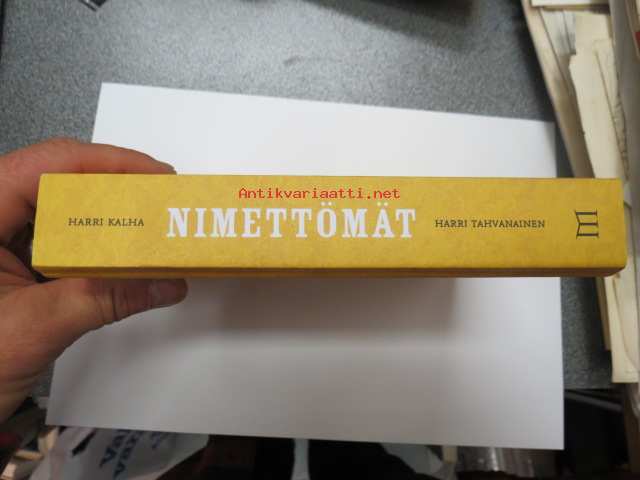 Antikvariaatti.net
HARRI KALHA NIMETTÖMÄT HARRI TAHVANAINEN